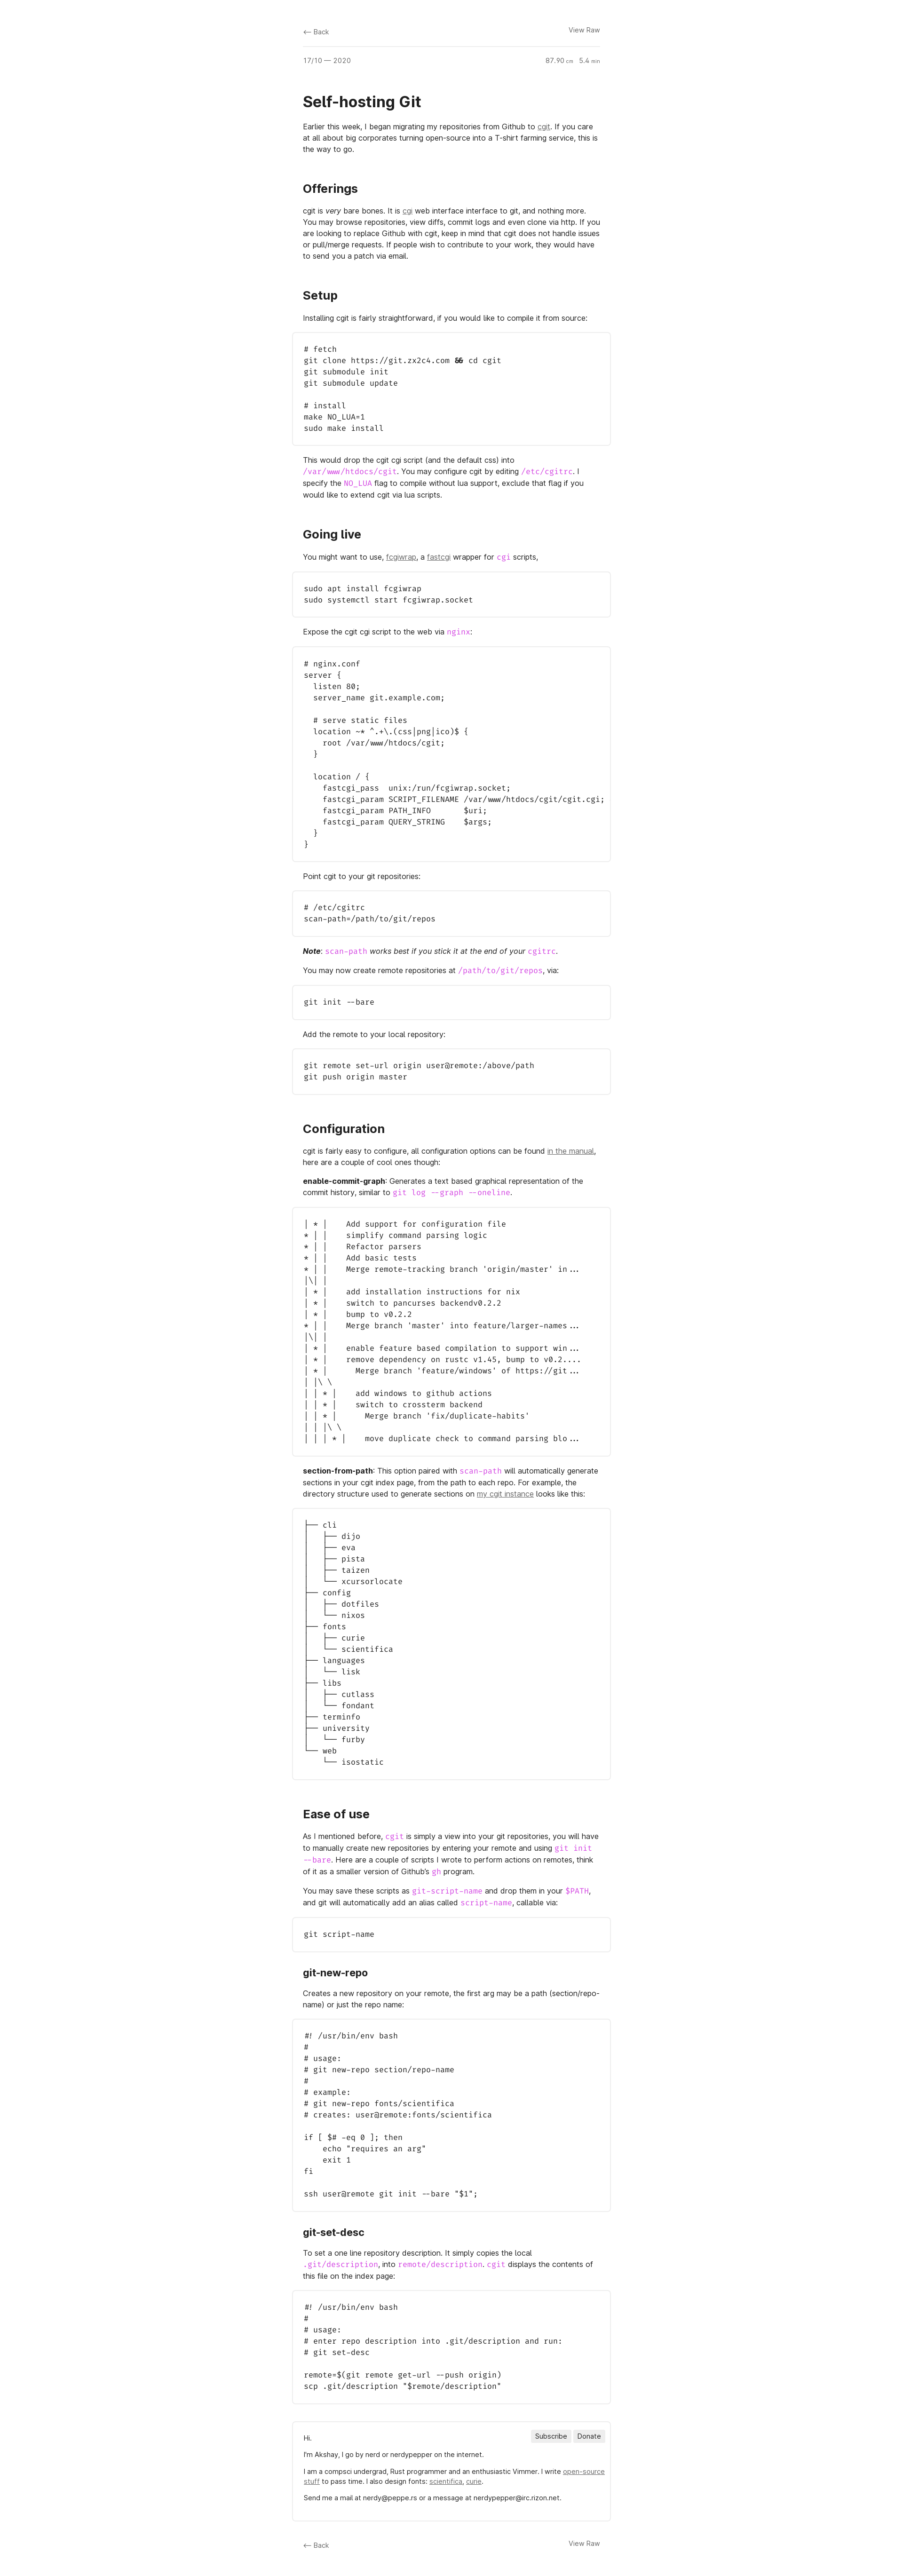 ⟵ Back
View Raw
17/10 — 2020
87.90 cm   5.4 min
Self-hosting Git
Earlier this week, I began migrating my repositories from Github to cgit. If you care
at all about big corporates turning open-source into a T-shirt farming service, this is
the way to go.
Offerings
cgit is very bare bones. It is cgi web interface interface to git, and nothing more.
You may browse repositories, view diffs, commit logs and even clone via http. If you
are looking to replace Github with cgit, keep in mind that cgit does not handle issues
or pull/merge requests. If people wish to contribute to your work, they would have
to send you a patch via email.
Setup
Installing cgit is fairly straightforward, if you would like to compile it from source:
# fetch
git clone https://git.zx2c4.com && cd cgit
git submodule init
git submodule update
# install
make NO_LUA=1
sudo make install
This would drop the cgit cgi script (and the default css) into
/var/www/htdocs/cgit. You may configure cgit by editing /etc/cgitrc. I
specify the NO_LUA flag to compile without lua support, exclude that flag if you
would like to extend cgit via lua scripts.
Going live
You might want to use, fcgiwrap, a fastcgi wrapper for cgi scripts,
sudo apt install fcgiwrap
sudo systemctl start fcgiwrap.socket
Expose the cgit cgi script to the web via nginx:
# nginx.conf
server {
  listen 80;
  server_name git.example.com;
  # serve static files
  location ~* ^.+\.(css|png|ico)$ {
    root /var/www/htdocs/cgit;
  }
  location / {
    fastcgi_pass  unix:/run/fcgiwrap.socket;
    fastcgi_param SCRIPT_FILENAME /var/www/htdocs/cgit/cgit.cgi;
    fastcgi_param PATH_INFO       $uri;
    fastcgi_param QUERY_STRING    $args;
  }
}
Point cgit to your git repositories:
# /etc/cgitrc
scan-path=/path/to/git/repos
Note: scan-path works best if you stick it at the end of your cgitrc.
You may now create remote repositories at /path/to/git/repos, via:
git init --bare
Add the remote to your local repository:
git remote set-url origin user@remote:/above/path
git push origin master
Configuration
cgit is fairly easy to configure, all configuration options can be found in the manual,
here are a couple of cool ones though:
enable-commit-graph: Generates a text based graphical representation of the
commit history, similar to git log --graph --oneline.
| * |    Add support for configuration file
* | |    simplify command parsing logic
* | |    Refactor parsers
* | |    Add basic tests
* | |    Merge remote-tracking branch 'origin/master' in...
|\| |
| * |    add installation instructions for nix
| * |    switch to pancurses backendv0.2.2
| * |    bump to v0.2.2
* | |    Merge branch 'master' into feature/larger-names...
|\| |
| * |    enable feature based compilation to support win...
| * |    remove dependency on rustc v1.45, bump to v0.2....
| * |      Merge branch 'feature/windows' of https://git...
| |\ \
| | * |    add windows to github actions
| | * |    switch to crossterm backend
| | * |      Merge branch 'fix/duplicate-habits'
| | |\ \
| | | * |    move duplicate check to command parsing blo...
section-from-path: This option paired with scan-path will automatically generate
sections in your cgit index page, from the path to each repo. For example, the
directory structure used to generate sections on my cgit instance looks like this:
├── cli
│   ├── dijo
│   ├── eva
│   ├── pista
│   ├── taizen
│   └── xcursorlocate
├── config
│   ├── dotfiles
│   └── nixos
├── fonts
│   ├── curie
│   └── scientifica
├── languages
│   └── lisk
├── libs
│   ├── cutlass
│   └── fondant
├── terminfo
├── university
│   └── furby
└── web
    └── isostatic
Ease of use
As I mentioned before, cgit is simply a view into your git repositories, you will have
to manually create new repositories by entering your remote and using git init
--bare. Here are a couple of scripts I wrote to perform actions on remotes, think
of it as a smaller version of Github's gh program.
You may save these scripts as git-script-name and drop them in your $PATH,
and git will automatically add an alias called script-name, callable via:
git script-name
git-new-repo
Creates a new repository on your remote, the first arg may be a path (section/repo-
name) or just the repo name:
#! /usr/bin/env bash
#
# usage:
# git new-repo section/repo-name
#
# example:
# git new-repo fonts/scientifica
# creates: user@remote:fonts/scientifica
if [ $# -eq 0 ]; then
    echo "requires an arg"
    exit 1
fi
ssh user@remote git init --bare "$1";
git-set-desc
To set a one line repository description. It simply copies the local
.git/description, into remote/description. cgit displays the contents of
this file on the index page:
#! /usr/bin/env bash
#
# usage:
# enter repo description into .git/description and run:
# git set-desc
remote=$(git remote get-url --push origin)
scp .git/description "$remote/description"
Subscribe Donate
Hi.
I'm Akshay, I go by nerd or nerdypepper on the internet.
I am a compsci undergrad, Rust programmer and an enthusiastic Vimmer. I write open-source
stuff to pass time. I also design fonts: scientifica, curie.
Send me a mail at nerdy@peppe.rs or a message at nerdypepper@irc.rizon.net.
⟵ Back
View Raw